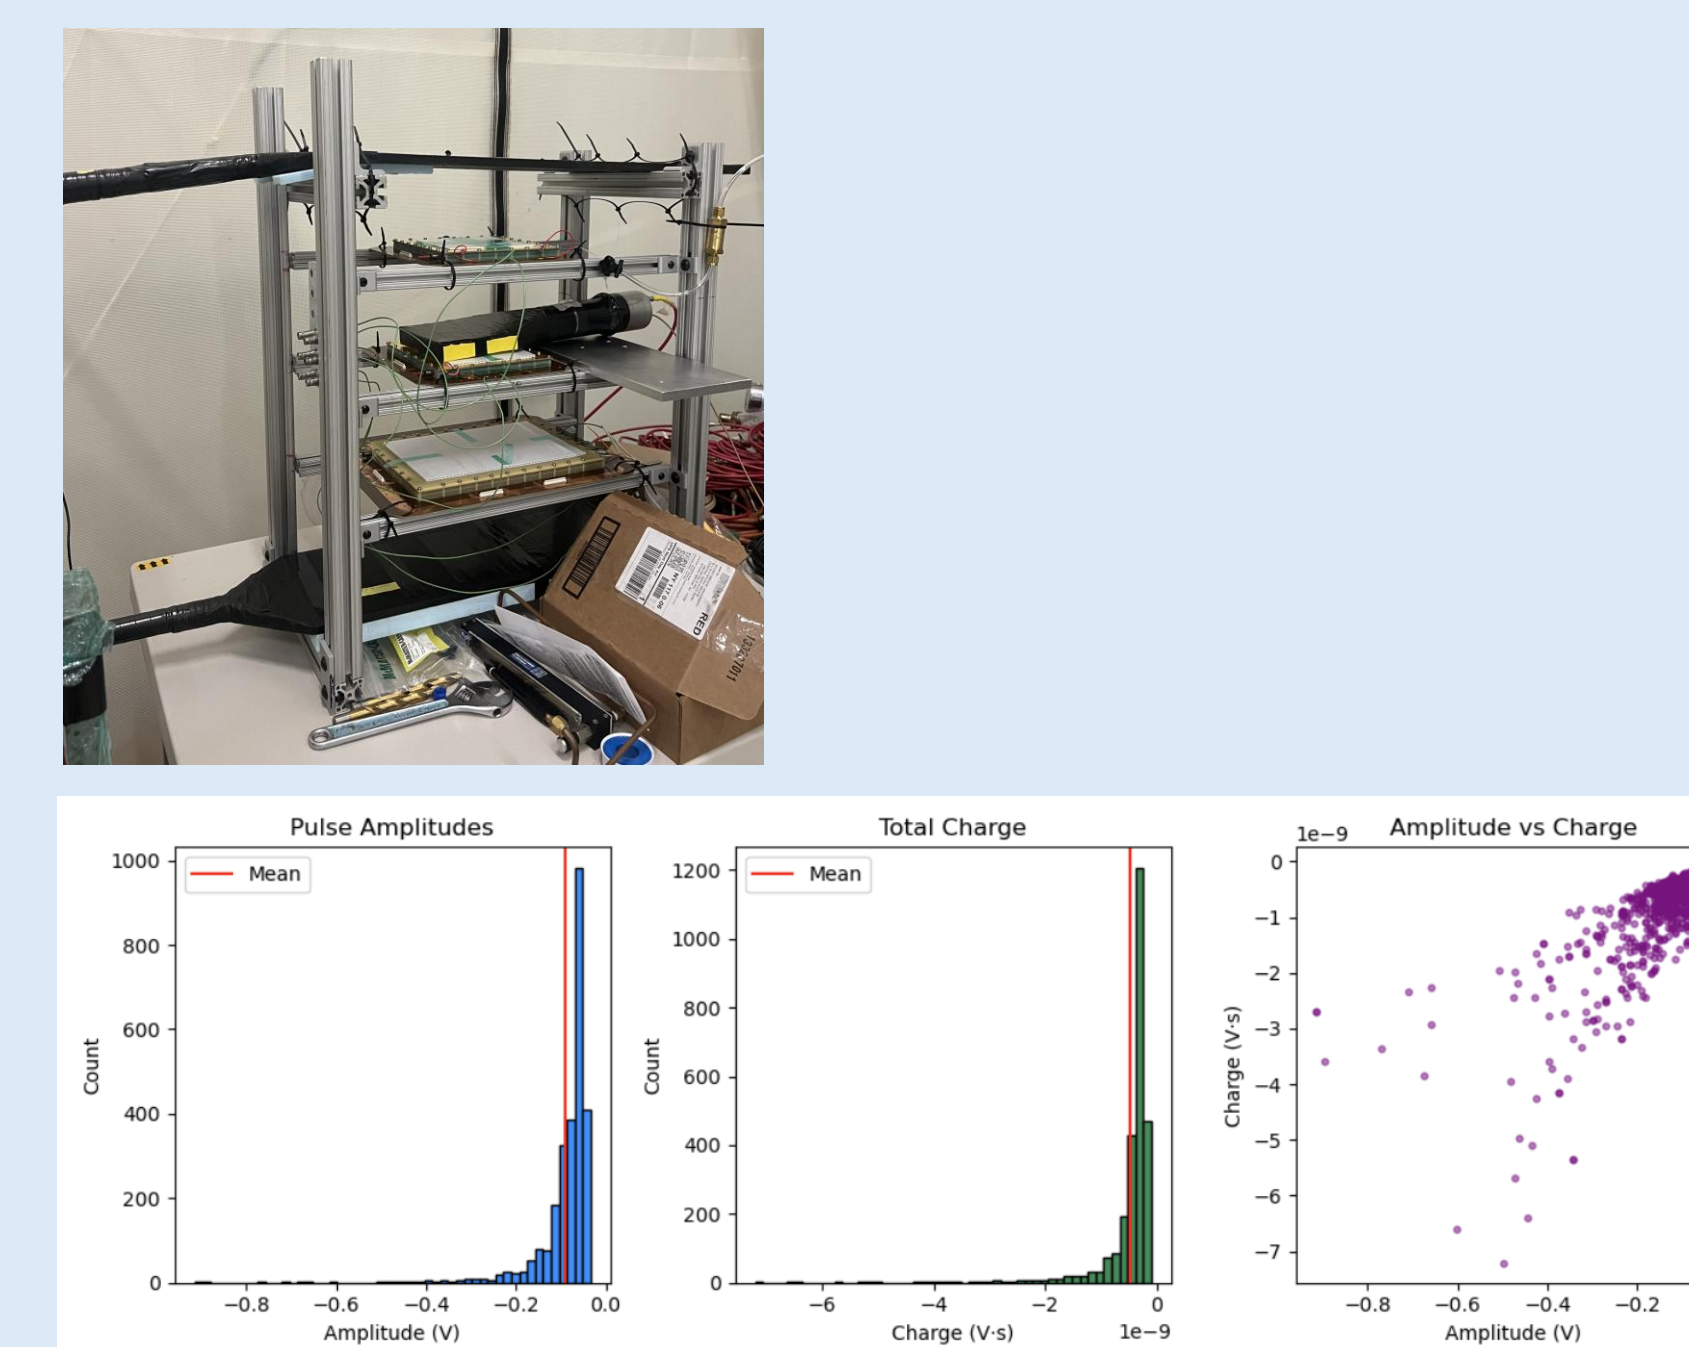 RED
Pulse Amplitudes
Mean
1000
800
600
400
200
0
Count
−0.8
−0.6
−0.4
−0.2
0.0
Amplitude (V)
Total Charge
Mean
1200
1000
800
600
400
200
0
Count
−6
−4
−2
0
Charge (V·s)
1e−9
1e−9
Amplitude vs Charge
0
−1
−2
−3
−4
−5
−6
−7
Charge (V·s)
−0.8
−0.6
−0.4
−0.2
Amplitude (V)